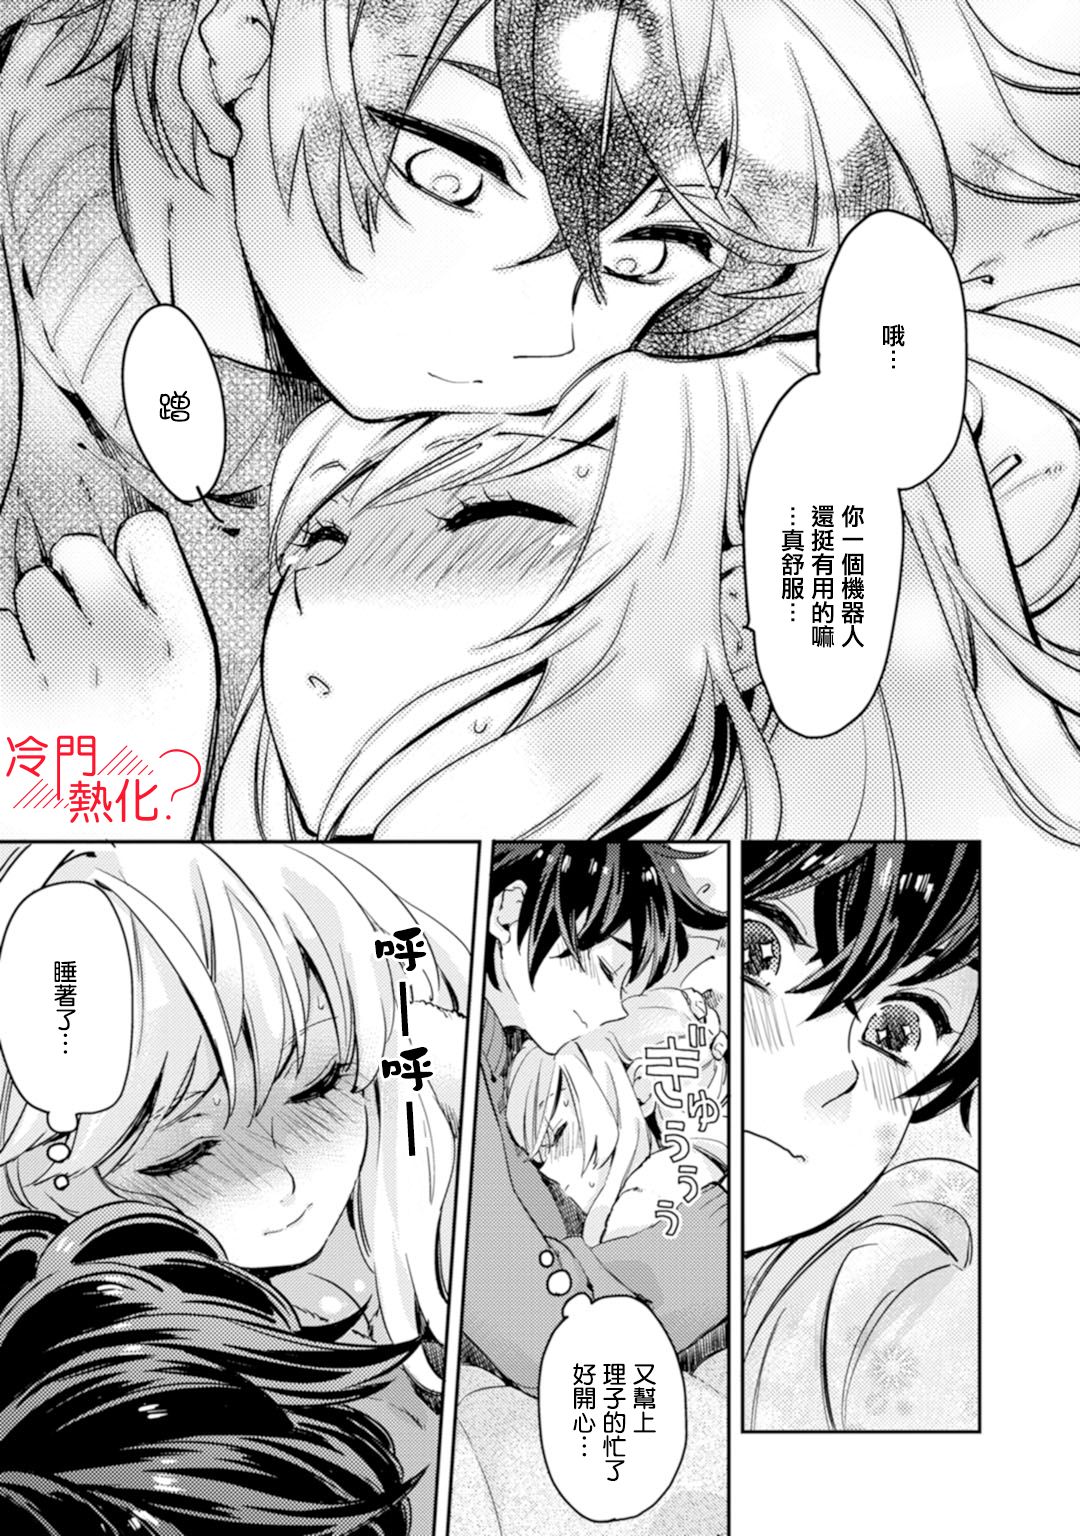 哦…
你一個機器人
還挺有用的嘛
…真舒服…
蹭
冷門
熱化?
又幫上
理子的忙了
好開心…
ぎゅううう
呼—呼—
睡著了…